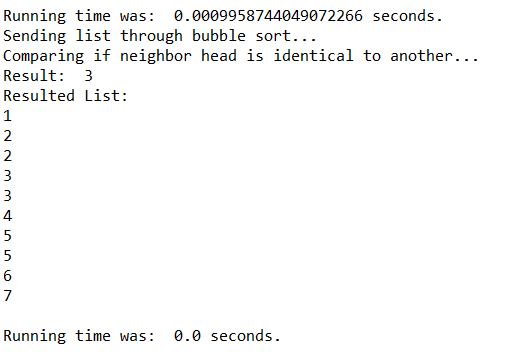 Running time was:  0.0009958744049072266 seconds.
Sending list through bubble sort...
Comparing if neighbor head is identical to another...
Result:  3
Resulted List:
1
2
2
3
3
4
5
5
6
7
Running time was:  0.0 seconds.